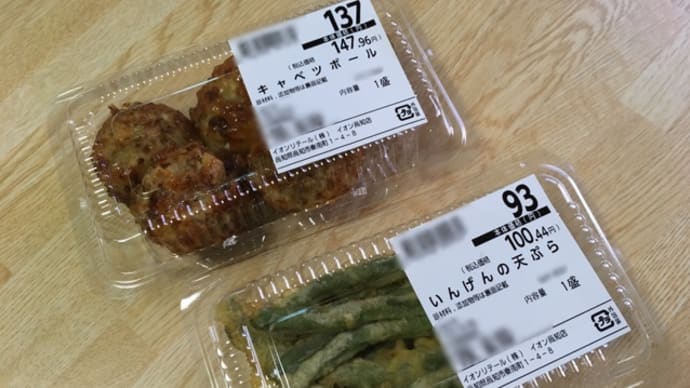 137
本体価格(円)
147.96円)
(税込価格
キャベツボール
原材料、添加物等は裏面記載
内容量 1盛
プラ
イオンリテール(株) イオン高知店
高知県高知市秦南町1-4-8
93
本体価格(円)
100.44円)
(税込価格
いんげんの天ぷら
原材料、添加物等は裏面記載
内容量 1盛
プラ
イオンリテール(株) イオン高知店
高知県高知市秦南町1-4-8